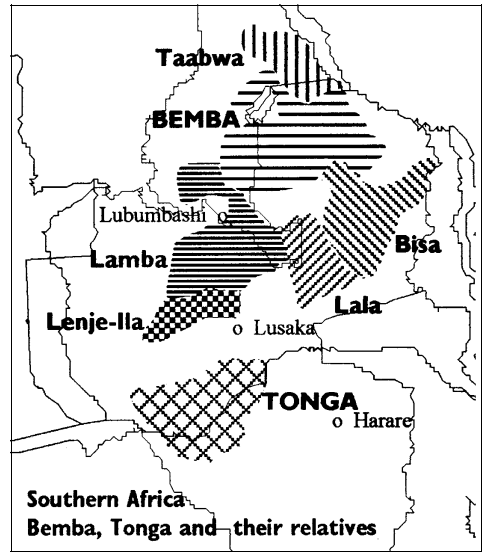 Taabwa
BEMBA
Lubumbashi
Bisa
Lamba
Lala
Lenje-Ila
Lusaka
TONGA
Harare
Southern Africa
Bemba, Tonga and their relatives